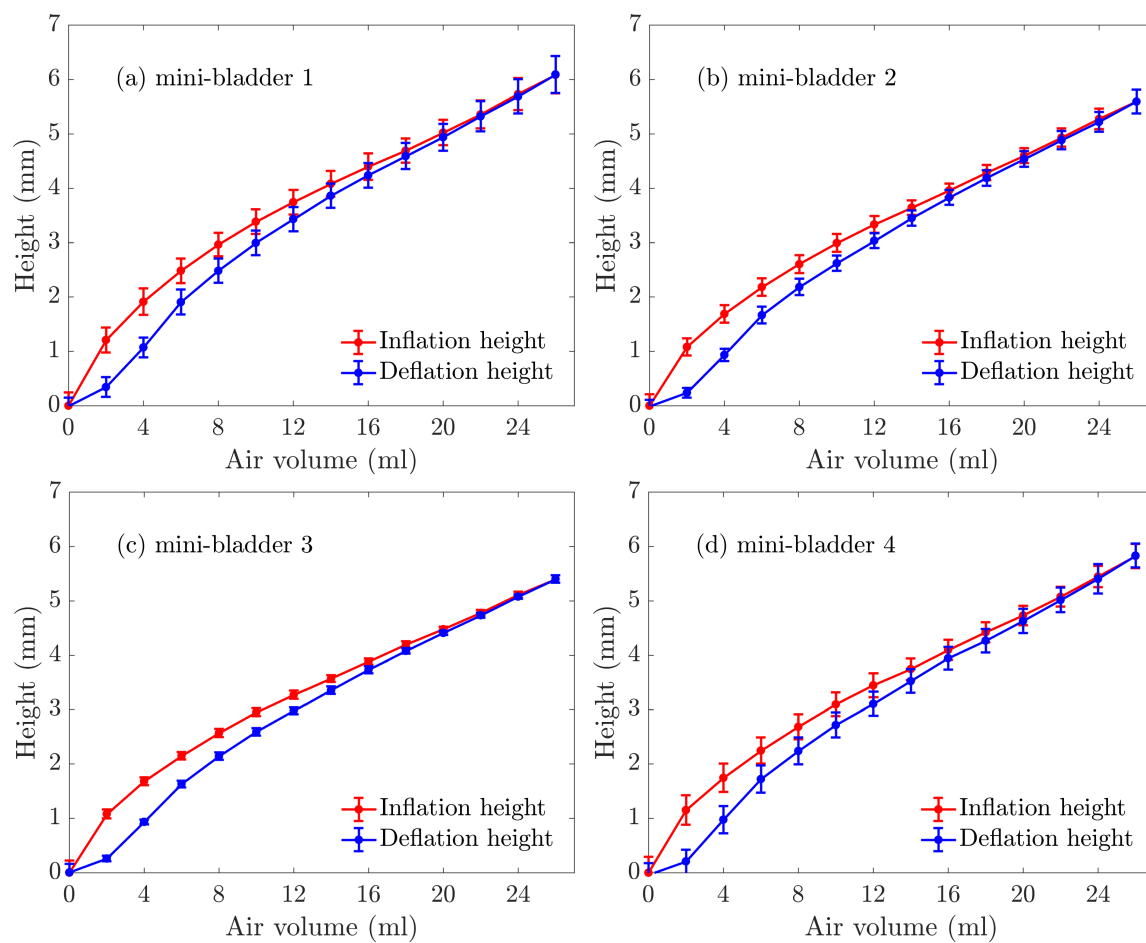 7
6
5
4
3
2
1
0
Height (mm)
(a) mini-bladder 1
Inflation height
Deflation height
0 4 8 12 16 20 24
Air volume (ml)
7
6
5
4
3
2
1
0
Height (mm)
(b) mini-bladder 2
Inflation height
Deflation height
0 4 8 12 16 20 24
Air volume (ml)
7
6
5
4
3
2
1
0
Height (mm)
(c) mini-bladder 3
Inflation height
Deflation height
0 4 8 12 16 20 24
Air volume (ml)
7
6
5
4
3
2
1
0
Height (mm)
(d) mini-bladder 4
Inflation height
Deflation height
0 4 8 12 16 20 24
Air volume (ml)